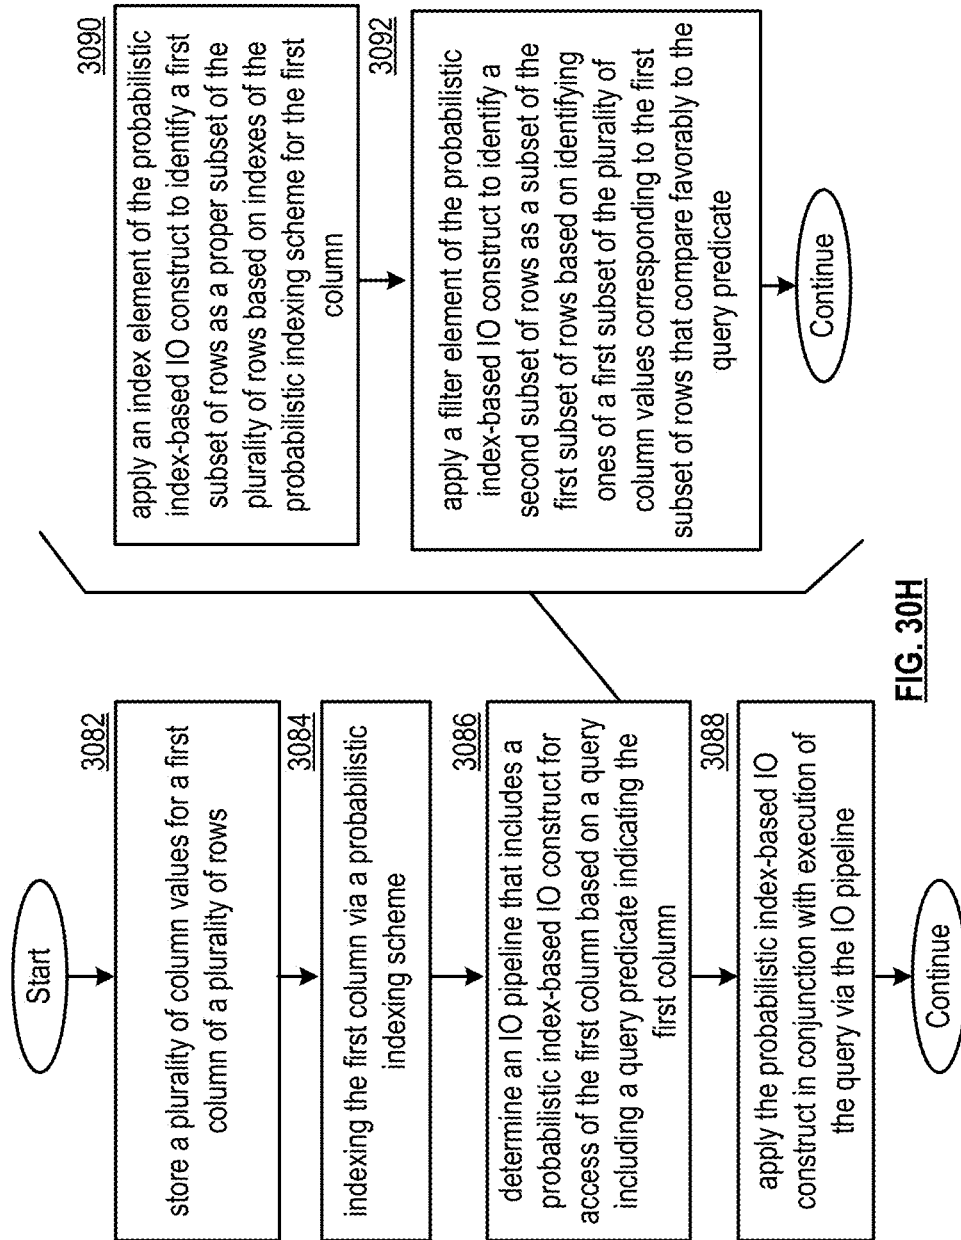 Start
3082
store a plurality of column values for a first
column of a plurality of rows
3084
indexing the first column via a probabilistic
indexing scheme
3086
determine an IO pipeline that includes a
probabilistic index-based IO construct for
access of the first column based on a query
including a query predicate indicating the
first column
3088
apply the probabilistic index-based IO
construct in conjunction with execution of
the query via the IO pipeline
Continue
3090
apply an index element of the probabilistic
index-based IO construct to identify a first
subset of rows as a proper subset of the
plurality of rows based on indexes of the
probabilistic indexing scheme for the first
column
3092
apply a filter element of the probabilistic
index-based IO construct to identify a
second subset of rows as a subset of the
first subset of rows based on identifying
ones of a first subset of the plurality of
column values corresponding to the first
subset of rows that compare favorably to the
query predicate
Continue
FIG. 30H